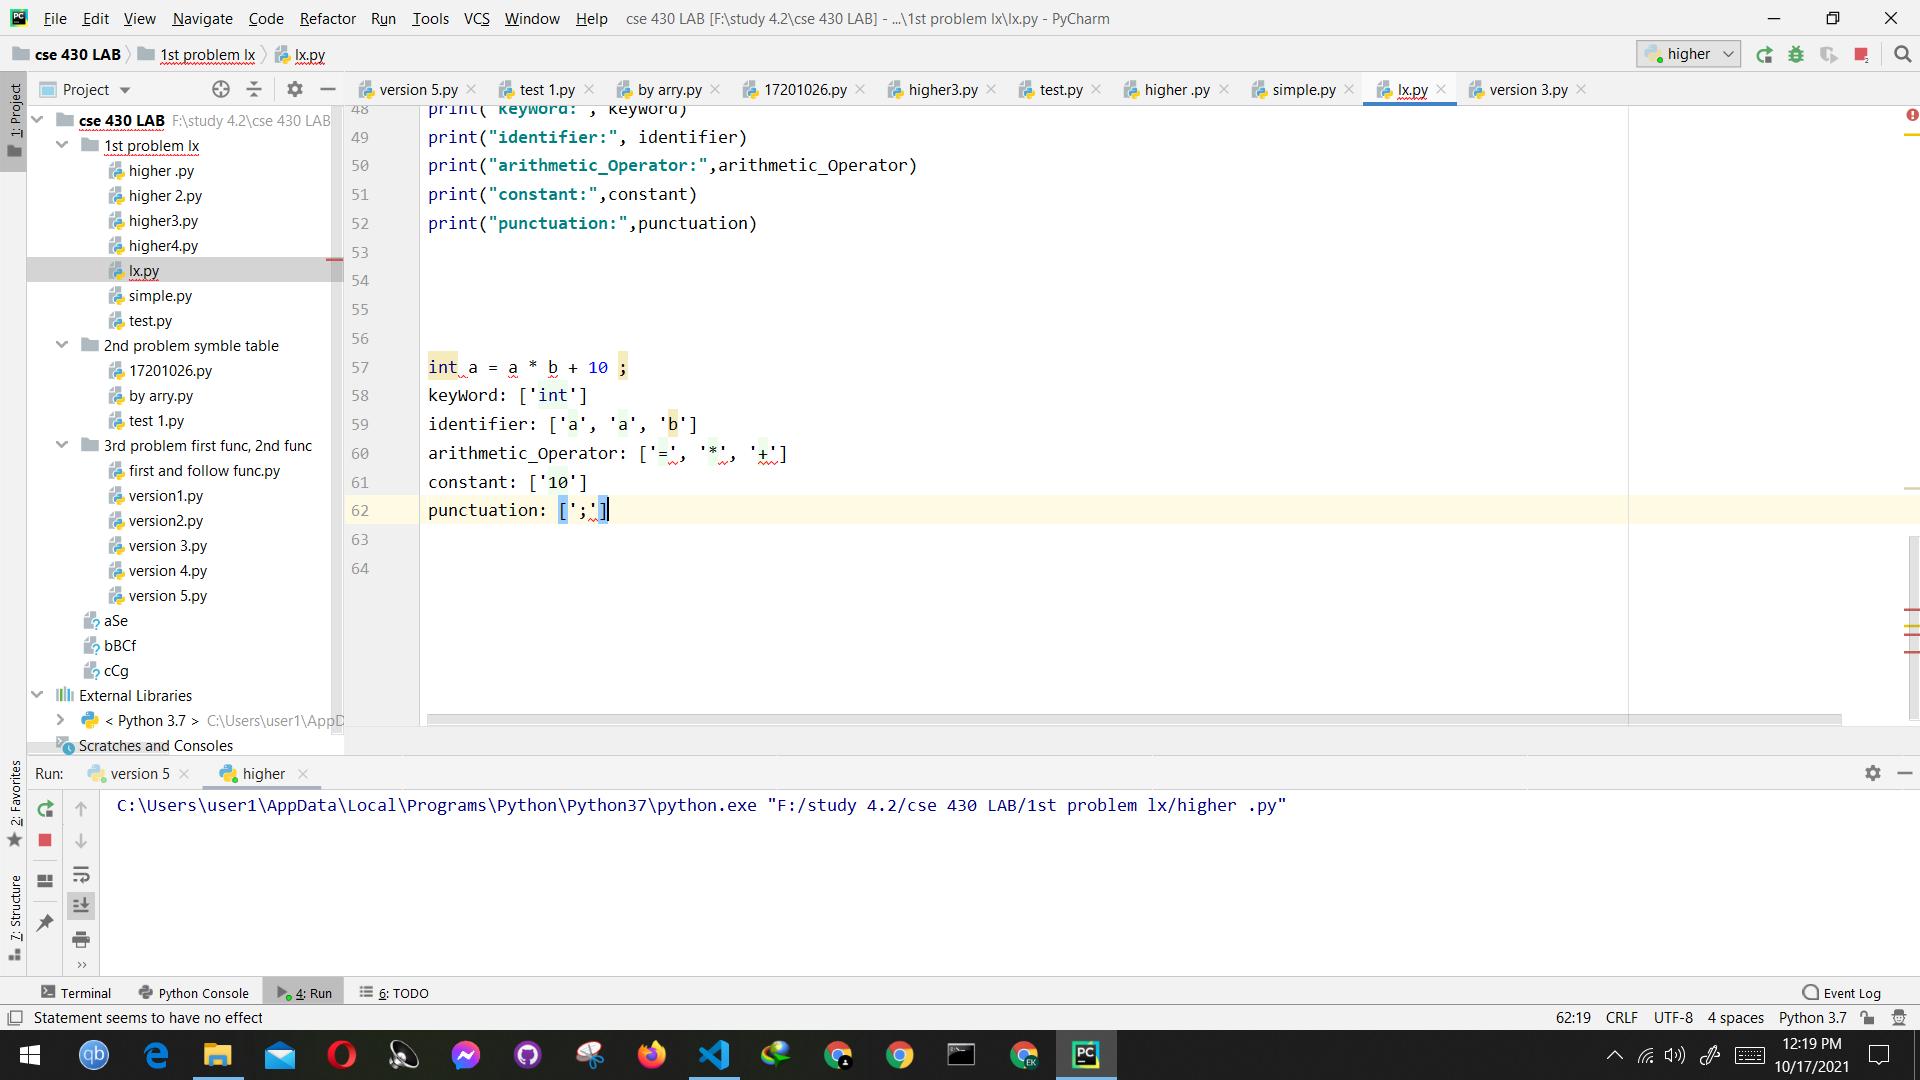 File Edit View Navigate Code Refactor Run Tools VCS Window Help cse 430 LAB [F:\study 4.2\cse 430 LAB] - ...\1st problem lx\lx.py - PyCharm
cse 430 LAB 1st problem lx lx.py higher
Project
version 5.py test 1.py by arry.py 17201026.py higher3.py test.py higher .py simple.py lx.py version 3.py
1: Project
cse 430 LAB F:\study 4.2\cse 430 LAB
1st problem lx
higher .py
higher 2.py
higher3.py
higher4.py
lx.py
simple.py
test.py
2nd problem symble table
17201026.py
by arry.py
test 1.py
3rd problem first func, 2nd func
first and follow func.py
version1.py
version2.py
version 3.py
version 4.py
version 5.py
aSe
bBCf
cCg
External Libraries
< Python 3.7 > C:\Users\user1\AppD
Scratches and Consoles
48 print("keyWord:", keyWord)
49 print("identifier:", identifier)
50 print("arithmetic_Operator:",arithmetic_Operator)
51 print("constant:",constant)
52 print("punctuation:",punctuation)
53
54
55
56
57 int a = a * b + 10 ;
58 keyWord: ['int']
59 identifier: ['a', 'a', 'b']
60 arithmetic_Operator: ['=', '*', '+']
61 constant: ['10']
62 punctuation: [';']
63
64
2: Favorites
7: Structure
Run: version 5 higher
C:\Users\user1\AppData\Local\Programs\Python\Python37\python.exe "F:/study 4.2/cse 430 LAB/1st problem lx/higher .py"
Terminal Python Console 4: Run 6: TODO Event Log
Statement seems to have no effect 62:19 CRLF UTF-8 4 spaces Python 3.7
12:19 PM
10/17/2021